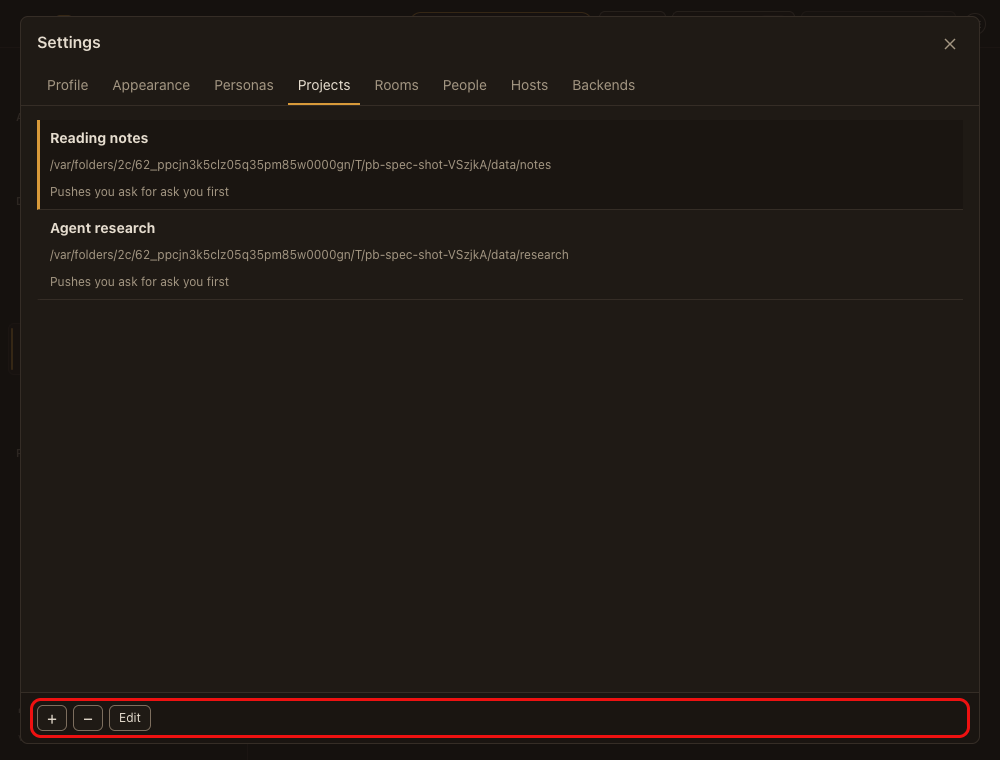 Settings
Profile Appearance Personas Projects Rooms People Hosts Backends
Reading notes
/var/folders/2c/62_ppcjn3k5clz05q35pm85w0000gn/T/pb-spec-shot-VSzjkA/data/notes
Pushes you ask for ask you first
Agent research
/var/folders/2c/62_ppcjn3k5clz05q35pm85w0000gn/T/pb-spec-shot-VSzjkA/data/research
Pushes you ask for ask you first
+ − Edit